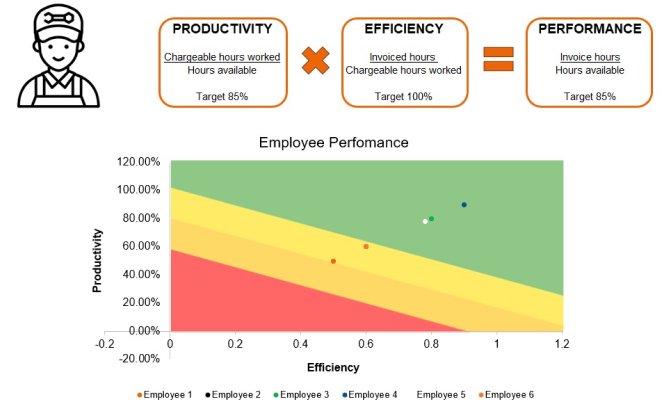 PRODUCTIVITY
Chargeable hours worked
Hours available
Target 85%
EFFICIENCY
Invoiced hours
Chargeable hours worked
Target 100%
PERFORMANCE
Invoice hours
Hours available
Target 85%
Employee Perfomance
120.00%
100.00%
80.00%
60.00%
40.00%
20.00%
0.00%
-20.00%
Productivity
-0.2 0 0.2 0.4 0.6 0.8 1 1.2
Efficiency
Employee 1 Employee 2 Employee 3 Employee 4 Employee 5 Employee 6